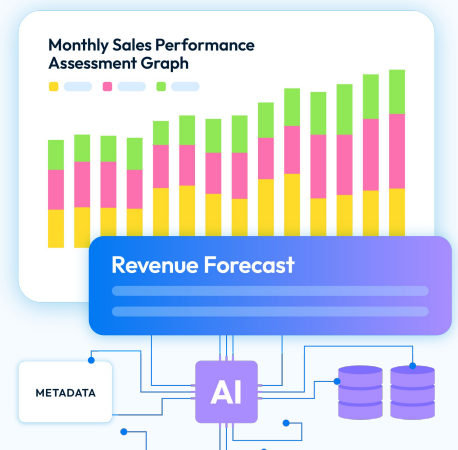 Monthly Sales Performance
Assessment Graph
Revenue Forecast
METADATA
AI